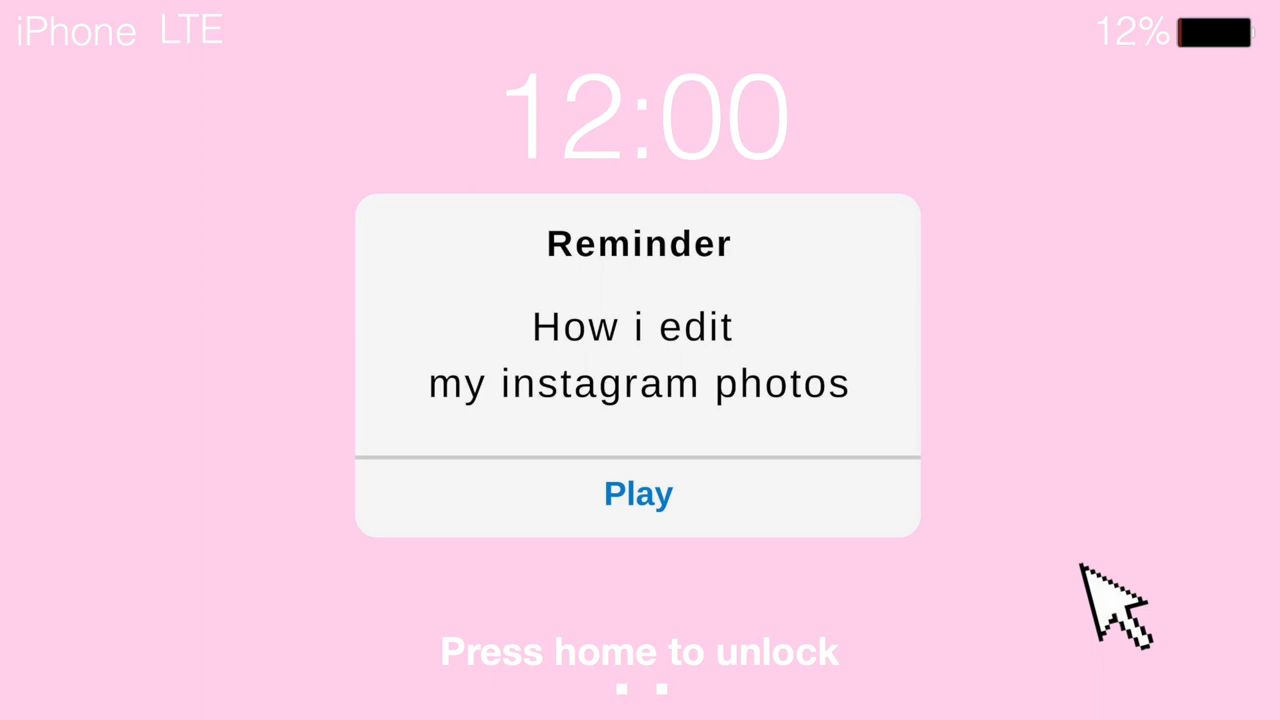 iPhone LTE 12%
12:00
Reminder
How i edit
my instagram photos
Play
Press home to unlock